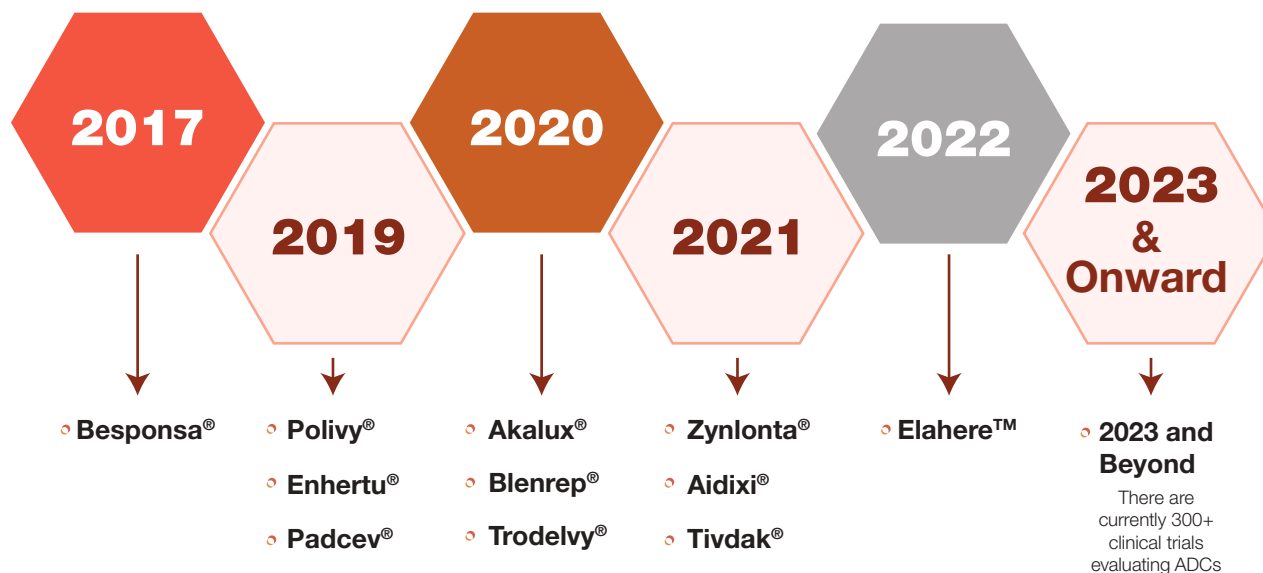 2017
2019
2020
2021
2022
2023
&
Onward
Besponsa®
Polivy®
Enhertu®
Padcev®
Akalux®
Blenrep®
Trodelvy®
Zynlonta®
Aidixi®
Tivdak®
Elahere™
2023 and
Beyond
There are
currently 300+
clinical trials
evaluating ADCs